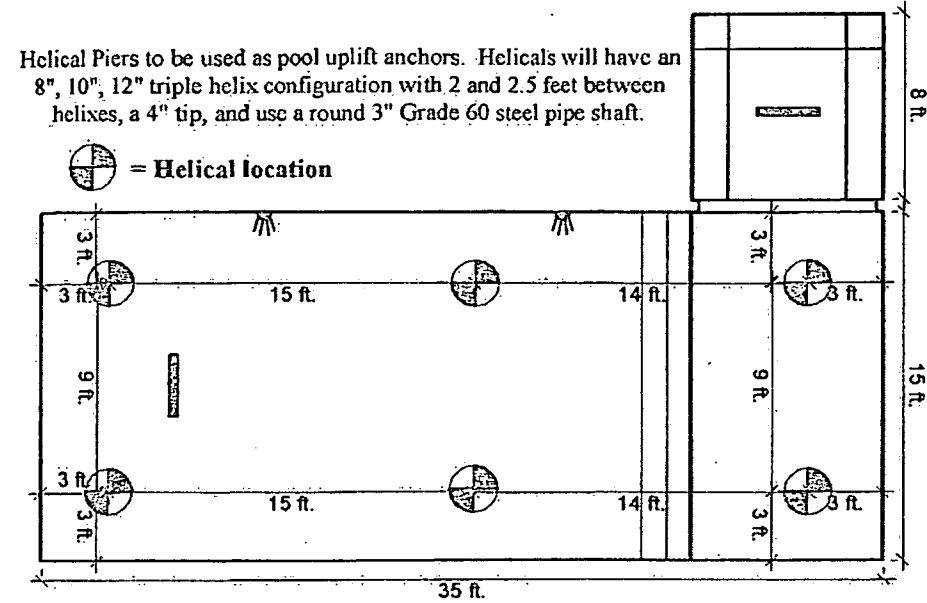 Helical Piers to be used as pool uplift anchors. Helicals will have an
8", 10", 12" triple helix configuration with 2 and 2.5 feet between
helixes, a 4" tip, and use a round 3" Grade 60 steel pipe shaft.
= Helical location
8 ft.
3 ft.
3 ft.
3 ft.
15 ft.
14 ft.
3 ft.
9 ft.
9 ft.
15 ft.
3 ft.
3 ft.
15 ft.
14 ft.
3 ft.
3 ft.
35 ft.